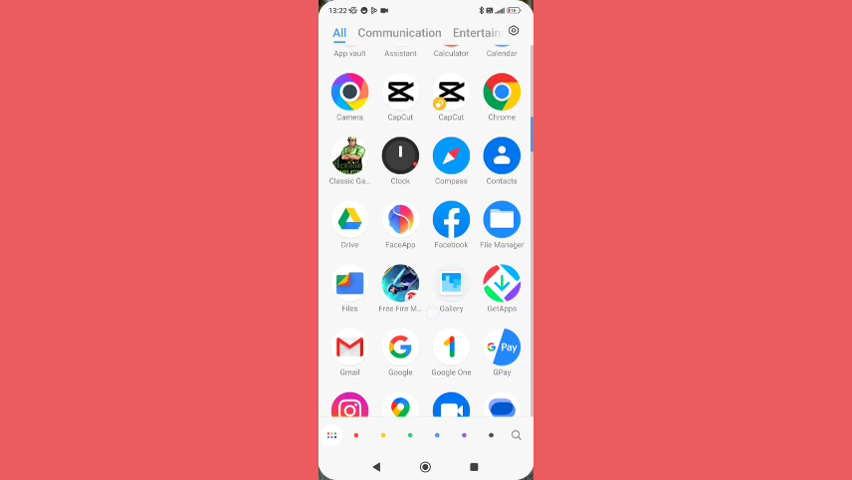 13:22
All Communication Entertain
App vault Assistant Calculator Calendar
Camera CapCut CapCut Chrome
Classic Ga... Clock Compass Contacts
Drive FaceApp Facebook File Manager
Files Free Fire M... Gallery GetApps
G Pay
Gmail Google Google One GPay